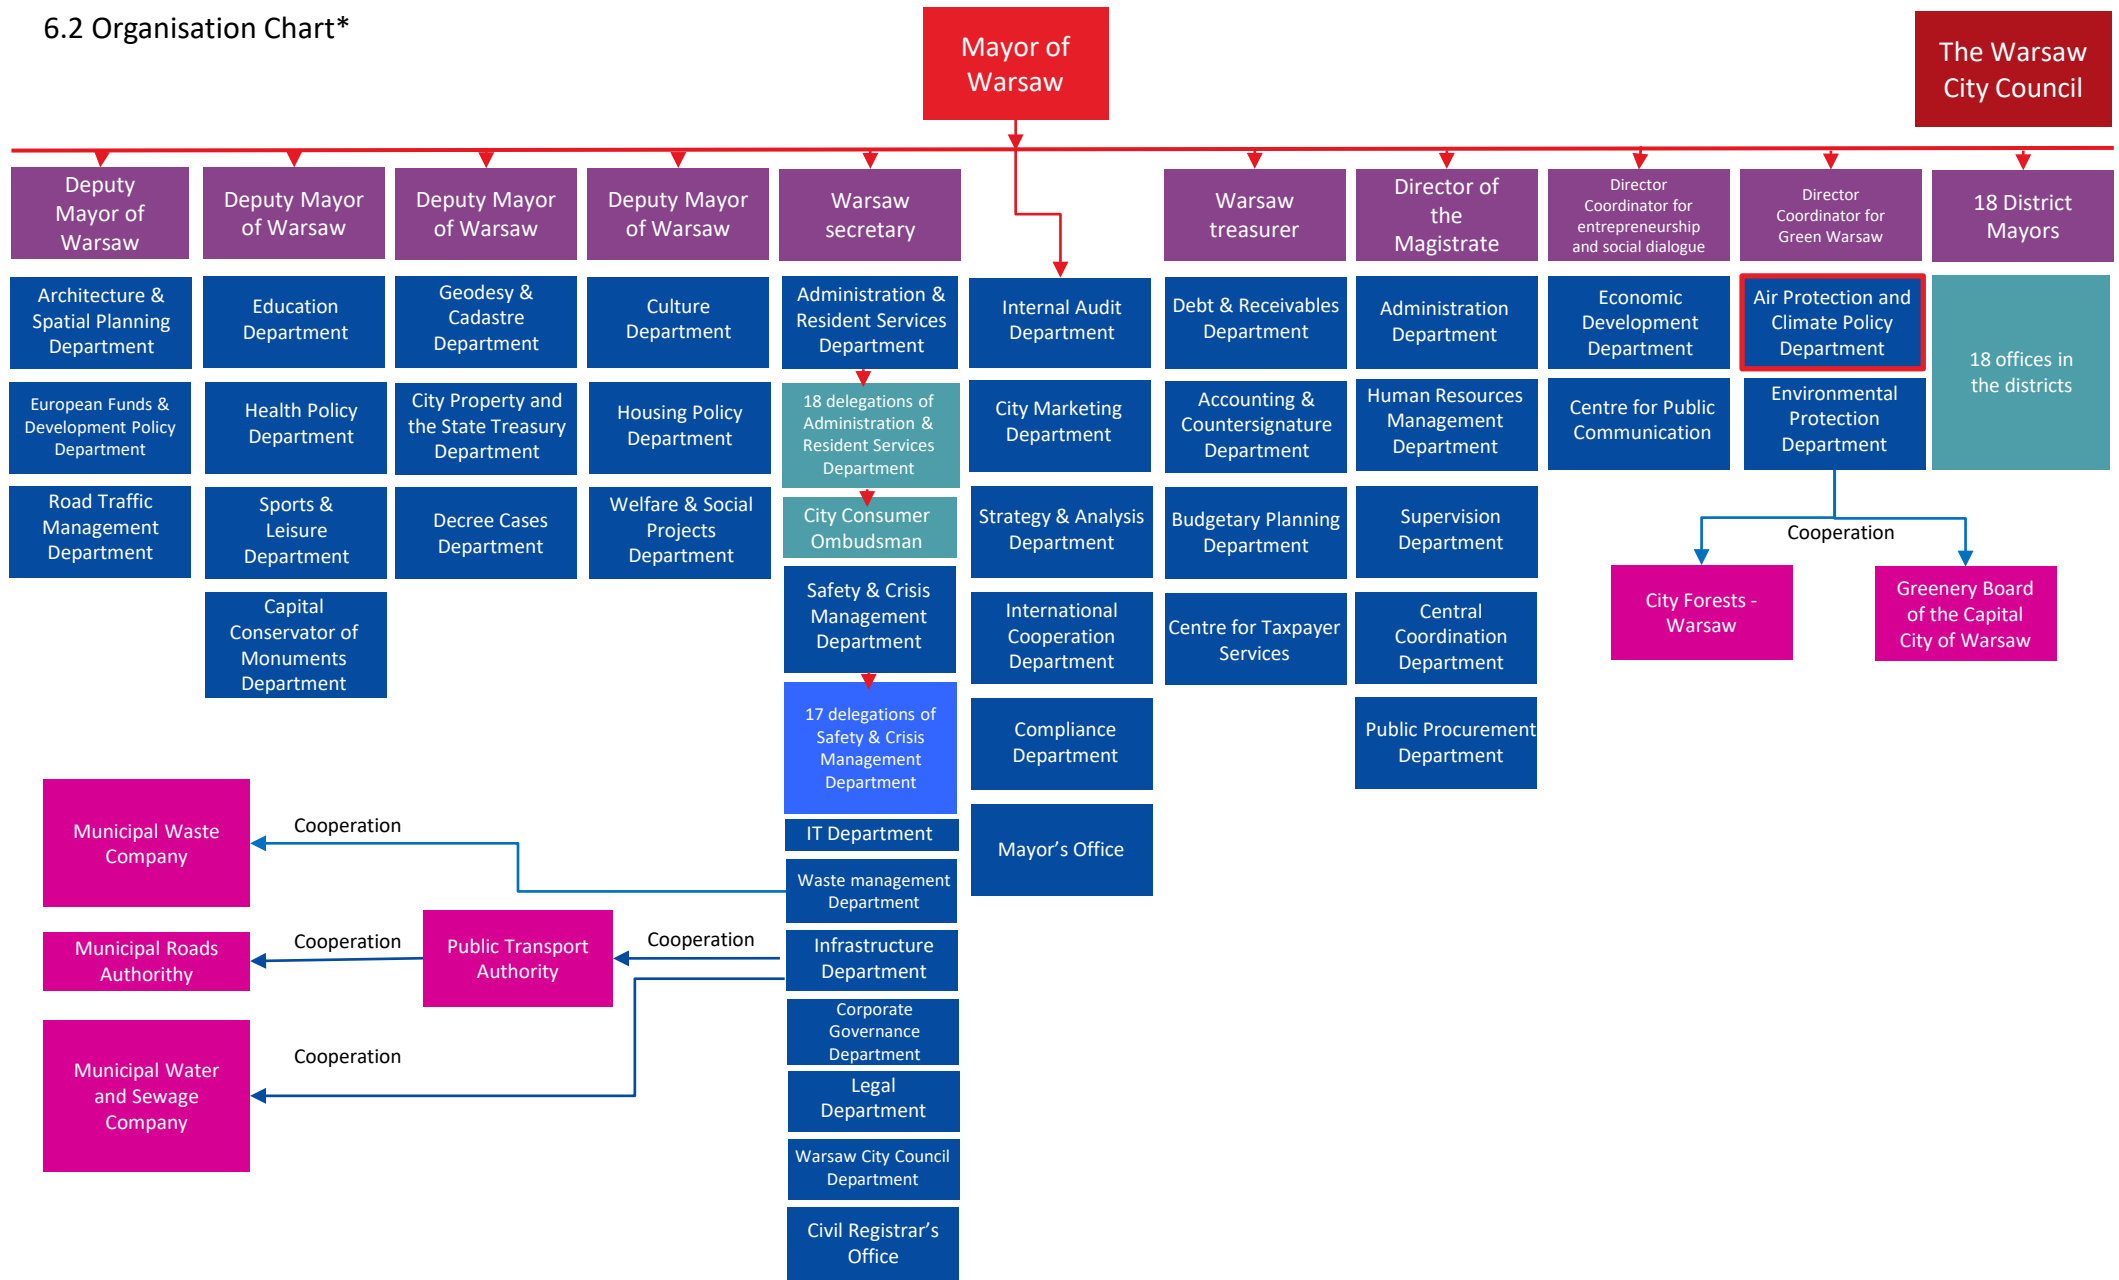 6.2 Organisation Chart*
Mayor of
Warsaw
The Warsaw
City Council
Deputy
Mayor of
Warsaw
Deputy Mayor
of Warsaw
Deputy Mayor
of Warsaw
Deputy Mayor
of Warsaw
Warsaw
secretary
Warsaw
treasurer
Director of
the
Magistrate
Director
Coordinator for
entrepreneurship
and social dialogue
Director
Coordinator for
Green Warsaw
18 District
Mayors
Architecture &
Spatial Planning
Department
European Funds &
Development Policy
Department
Road Traffic
Management
Department
Education
Department
Health Policy
Department
Sports &
Leisure
Department
Capital
Conservator of
Monuments
Department
Geodesy &
Cadastre
Department
City Property and
the State Treasury
Department
Decree Cases
Department
Culture
Department
Housing Policy
Department
Welfare & Social
Projects
Department
Administration &
Resident Services
Department
18 delegations of
Administration &
Resident Services
Department
City Consumer
Ombudsman
Safety & Crisis
Management
Department
17 delegations of
Safety & Crisis
Management
Department
IT Department
Waste management
Department
Infrastructure
Department
Corporate
Governance
Department
Legal
Department
Warsaw City Council
Department
Civil Registrar's
Office
Internal Audit
Department
City Marketing
Department
Strategy & Analysis
Department
International
Cooperation
Department
Compliance
Department
Mayor's Office
Debt & Receivables
Department
Accounting &
Countersignature
Department
Budgetary Planning
Department
Centre for Taxpayer
Services
Administration
Department
Human Resources
Management
Department
Supervision
Department
Central
Coordination
Department
Public Procurement
Department
Economic
Development
Department
Centre for Public
Communication
Air Protection and
Climate Policy
Department
Environmental
Protection
Department
18 offices in
the districts
Cooperation
City Forests -
Warsaw
Greenery Board
of the Capital
City of Warsaw
Municipal Waste
Company
Cooperation
Municipal Roads
Authorithy
Cooperation
Public Transport
Authority
Cooperation
Municipal Water
and Sewage
Company
Cooperation